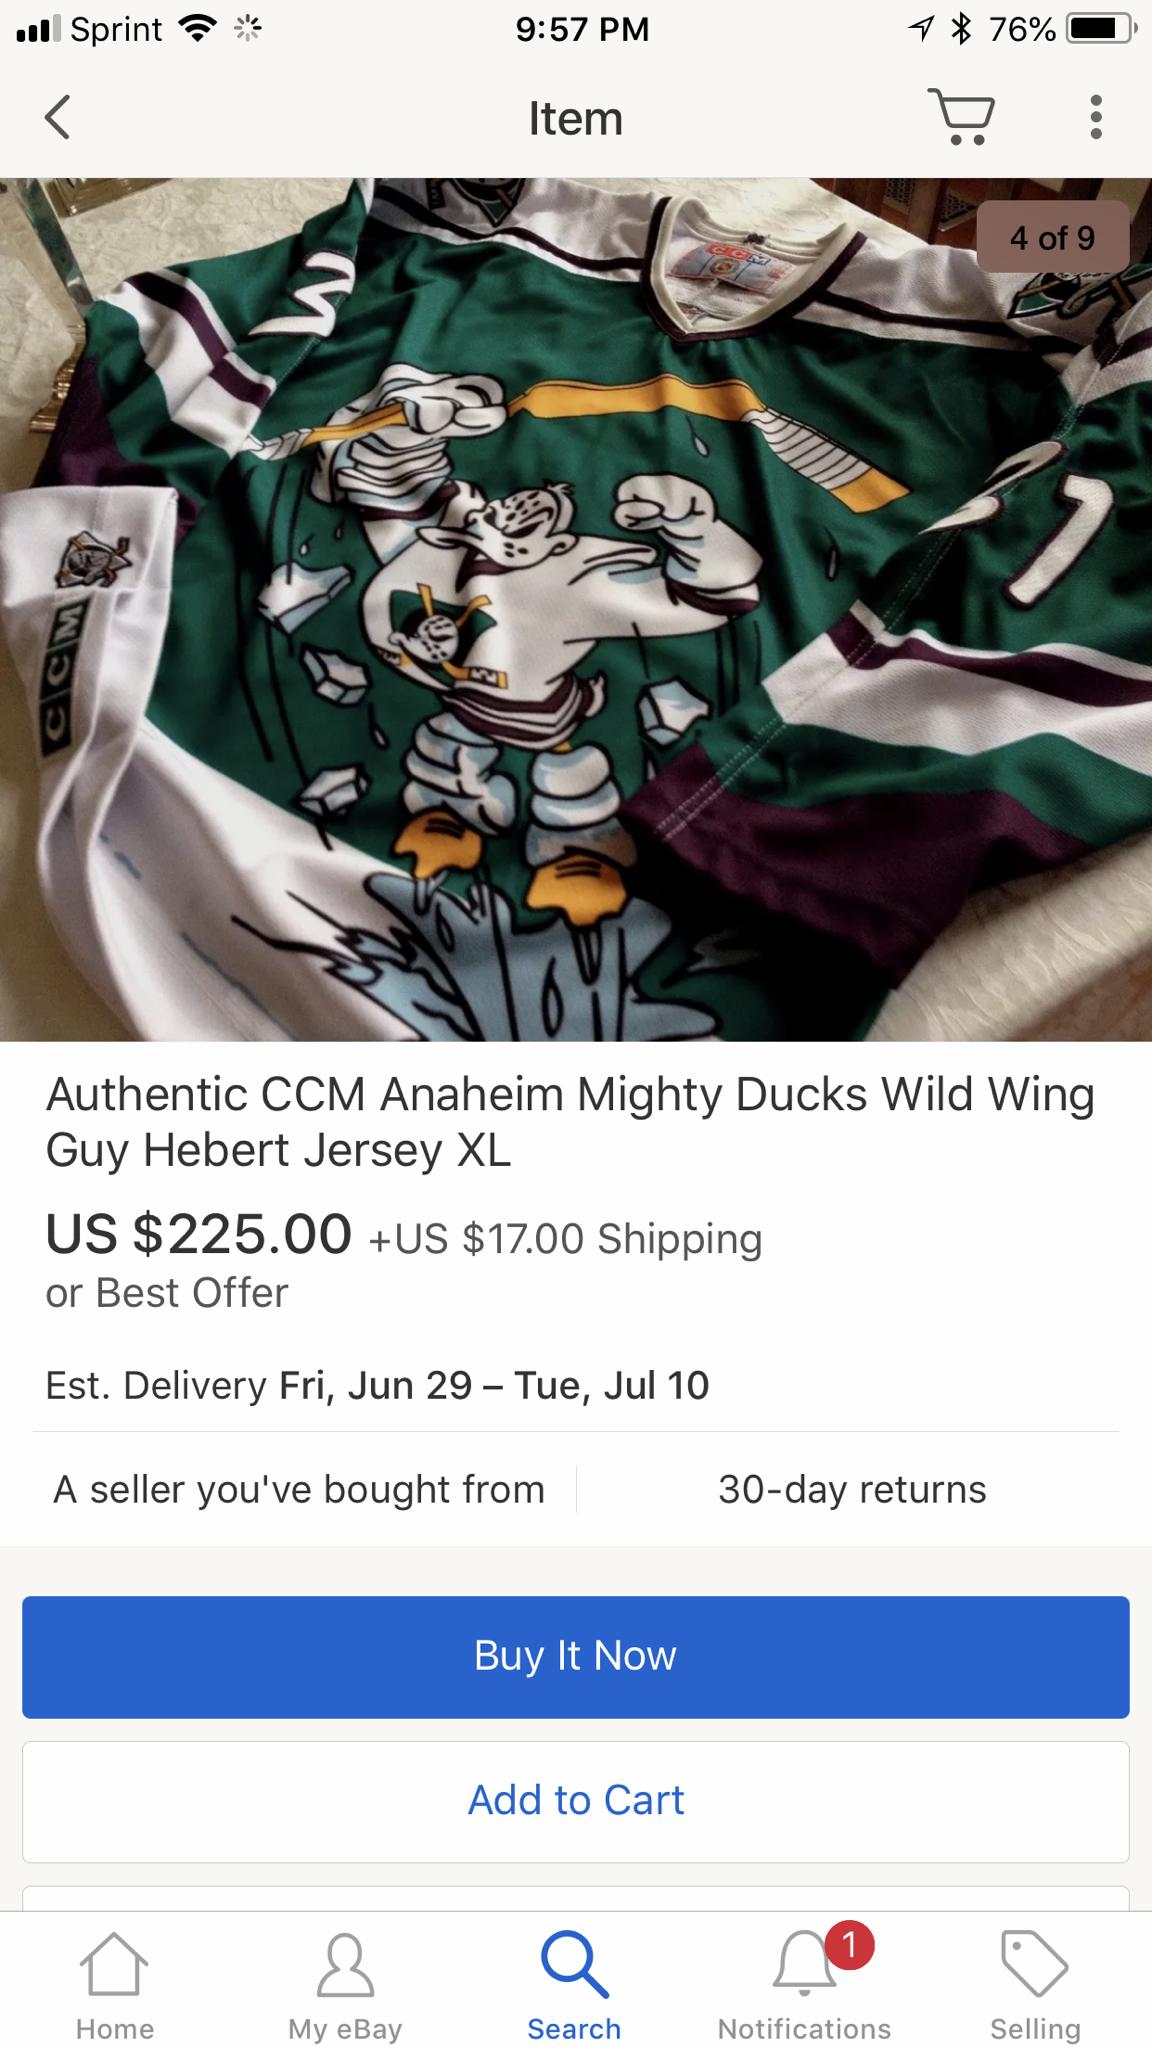 Sprint 9:57 PM 76%
Item
4 of 9
CCM
3
31
CCM
Authentic CCM Anaheim Mighty Ducks Wild Wing
Guy Hebert Jersey XL
US $225.00 +US $17.00 Shipping
or Best Offer
Est. Delivery Fri, Jun 29 – Tue, Jul 10
A seller you've bought from
30-day returns
Buy It Now
Add to Cart
1
Home
My eBay
Search
Notifications
Selling